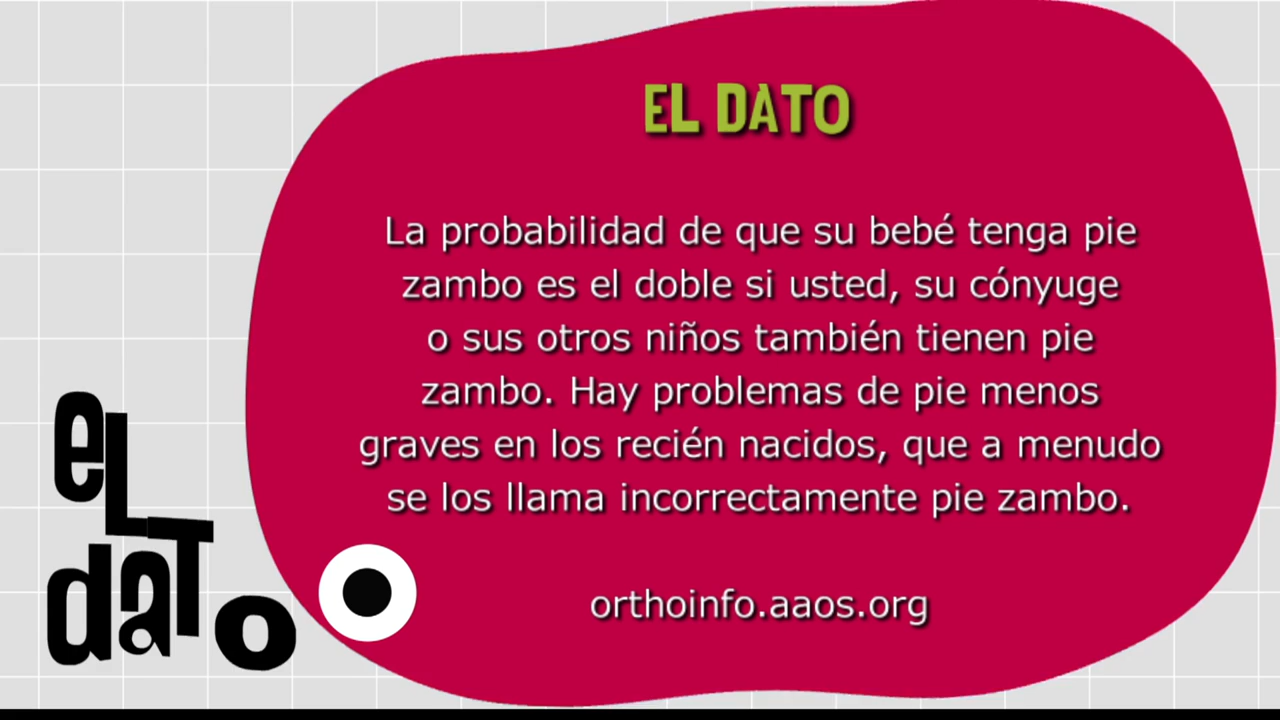 EL DATO
La probabilidad de que su bebé tenga pie
zambo es el doble si usted, su cónyuge
o sus otros niños también tienen pie
zambo. Hay problemas de pie menos
graves en los recién nacidos, que a menudo
se los llama incorrectamente pie zambo.
orthoinfo.aaos.org
eL
daTo